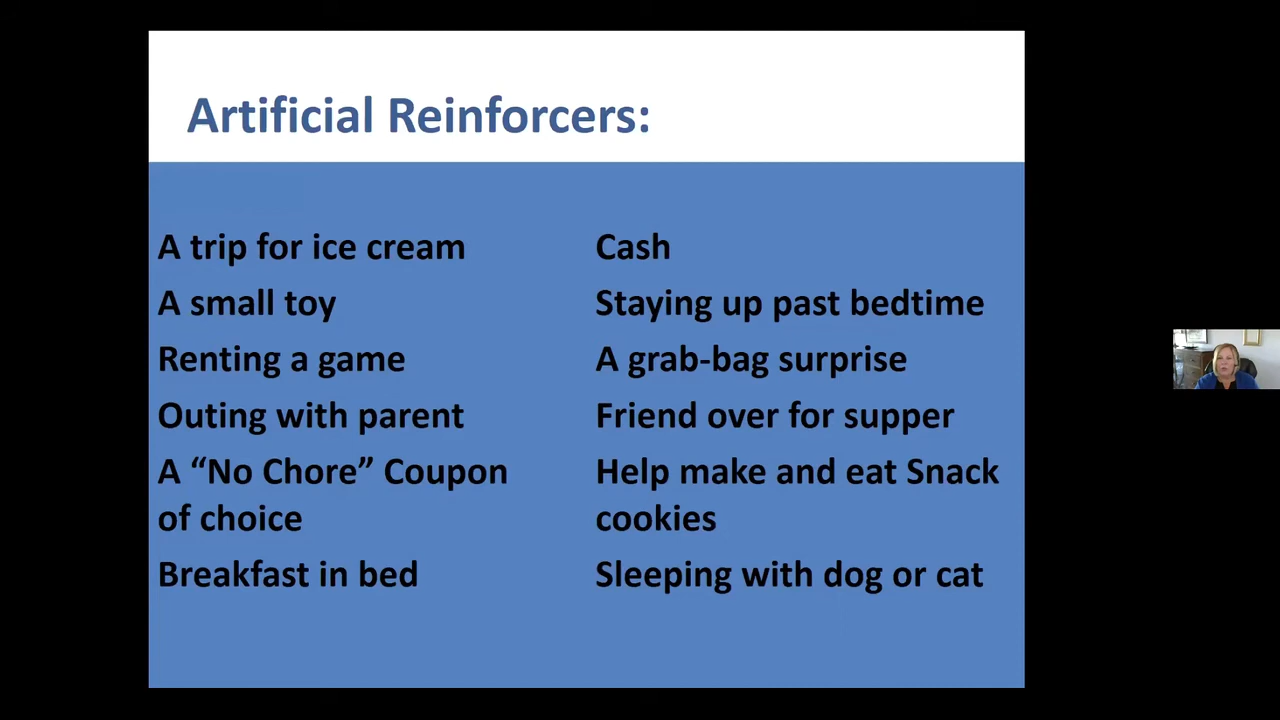 Artificial Reinforcers:
A trip for ice cream
A small toy
Renting a game
Outing with parent
A “No Chore” Coupon
of choice
Breakfast in bed
Cash
Staying up past bedtime
A grab-bag surprise
Friend over for supper
Help make and eat Snack
cookies
Sleeping with dog or cat